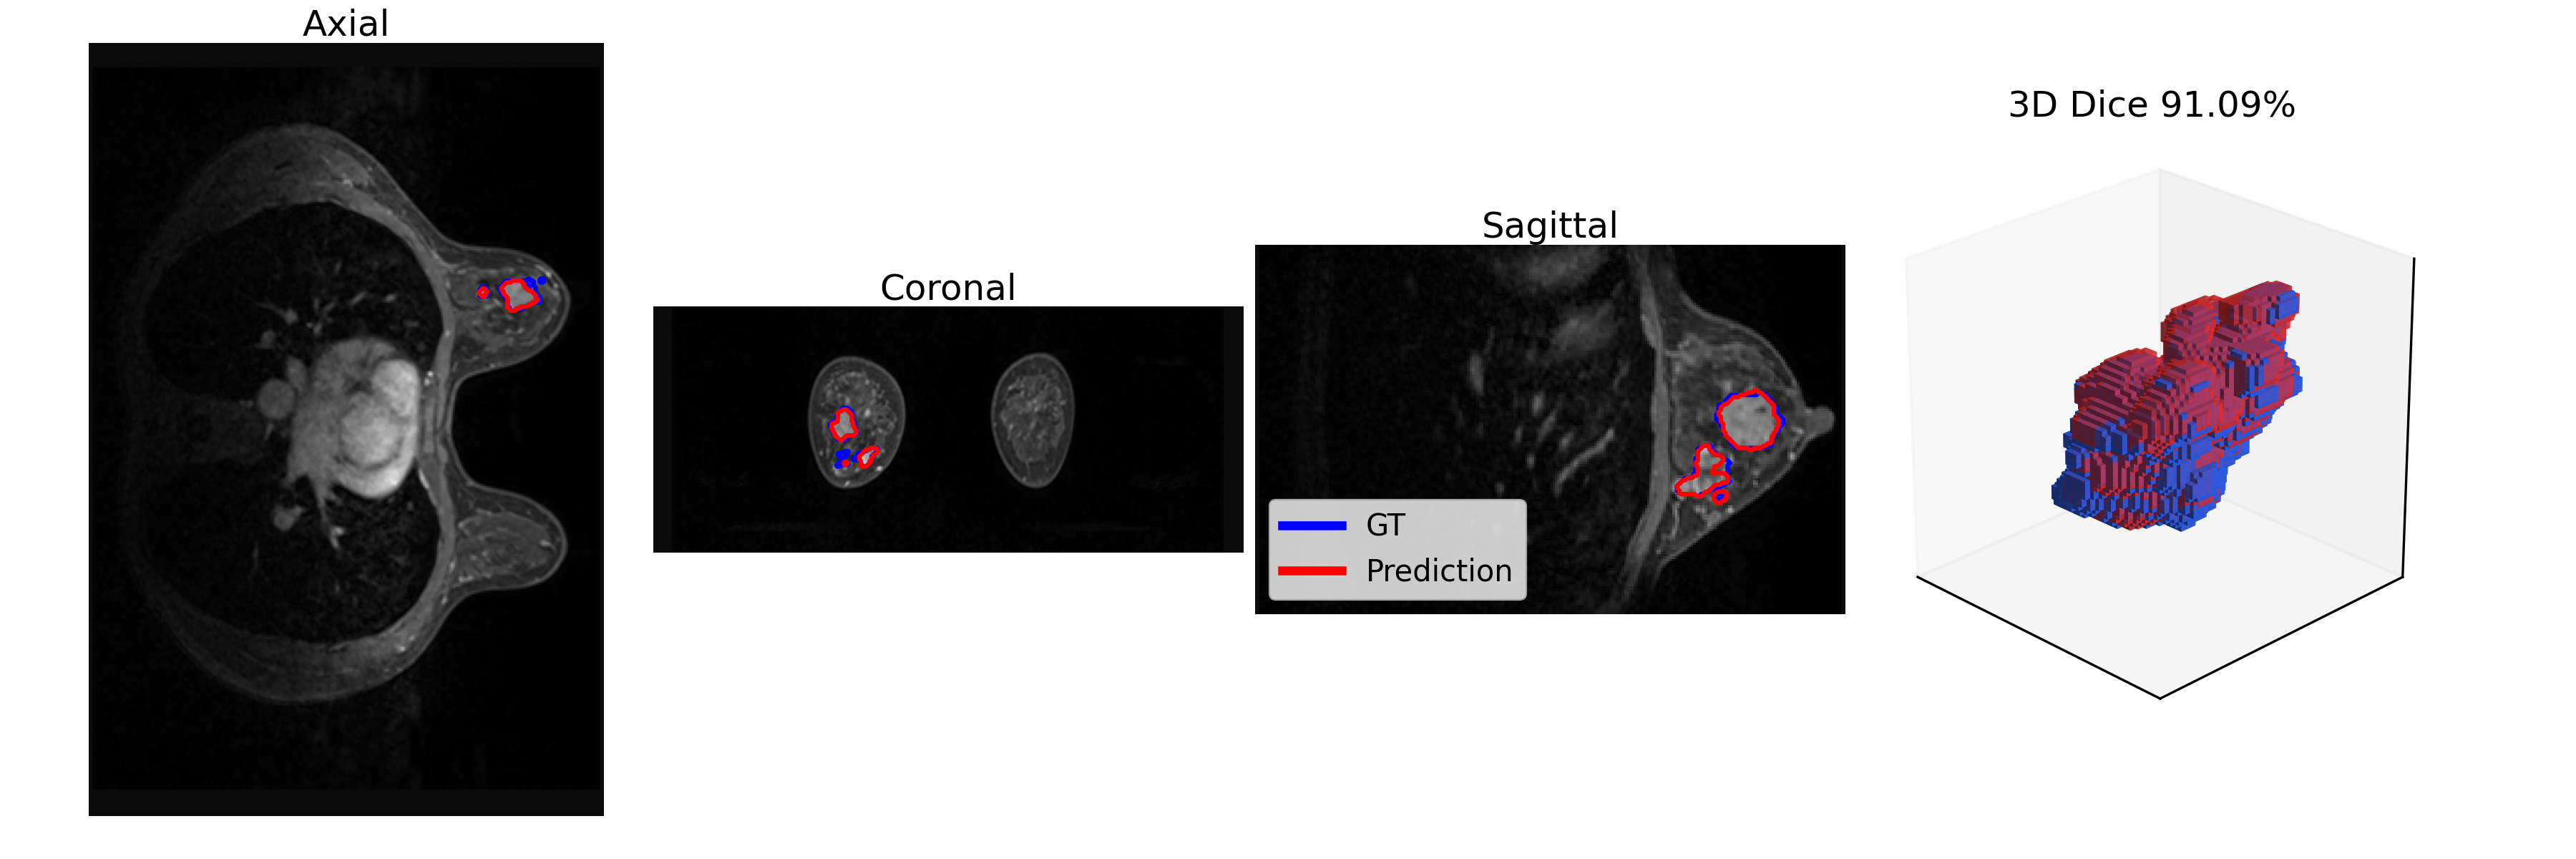 Axial
Coronal
Sagittal
GT
Prediction
3D Dice 91.09%